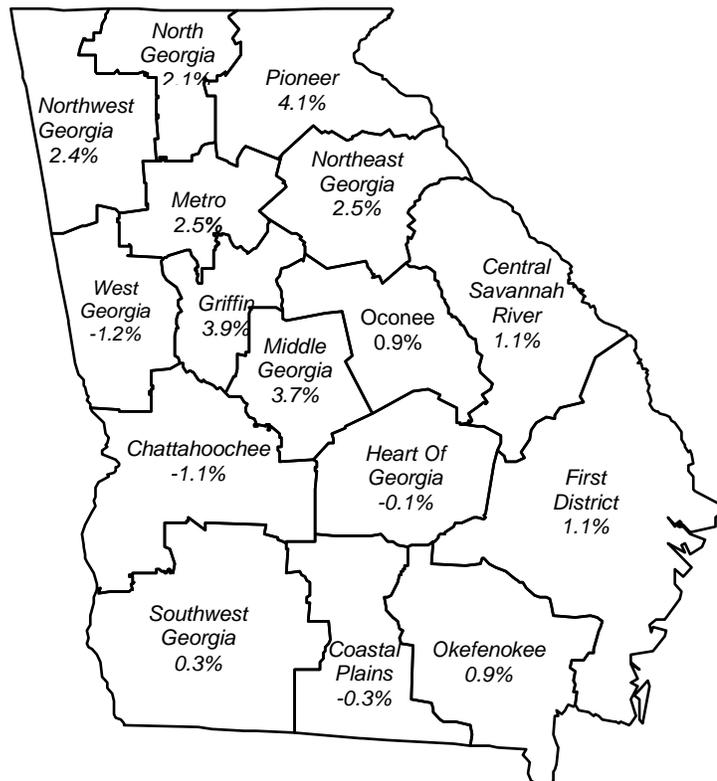 North
Georgia
2.1%
Pioneer
4.1%
Northwest
Georgia
2.4%
Northeast
Georgia
2.5%
Metro
2.5%
Central
Savannah
River
1.1%
West
Georgia
-1.2%
Griffin
3.9%
Oconee
0.9%
Middle
Georgia
3.7%
Chattahoochee
-1.1%
Heart Of
Georgia
-0.1%
First
District
1.1%
Southwest
Georgia
0.3%
Coastal
Plains
-0.3%
Okefenokee
0.9%